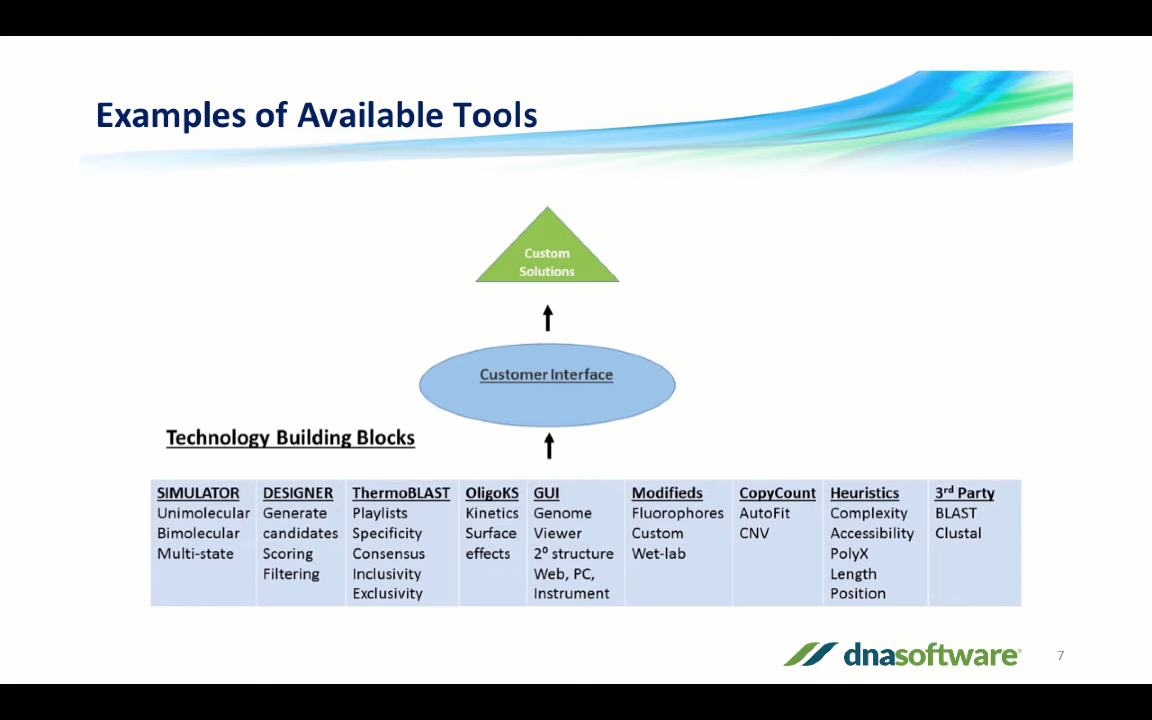 Examples of Available Tools
Custom
Solutions
Customer Interface
Technology Building Blocks
SIMULATOR
Unimolecular
Bimolecular
Multi-state
DESIGNER
Generate
candidates
Scoring
Filtering
ThermoBLAST
Playlists
Specificity
Consensus
Inclusivity
Exclusivity
OligoKS
Kinetics
Surface
effects
GUI
Genome
Viewer
2⁰ structure
Web, PC,
Instrument
Modifieds
Fluorophores
Custom
Wet-lab
CopyCount
AutoFit
CNV
Heuristics
Complexity
Accessibility
PolyX
Length
Position
3rd Party
BLAST
Clustal
dnasoftware
7